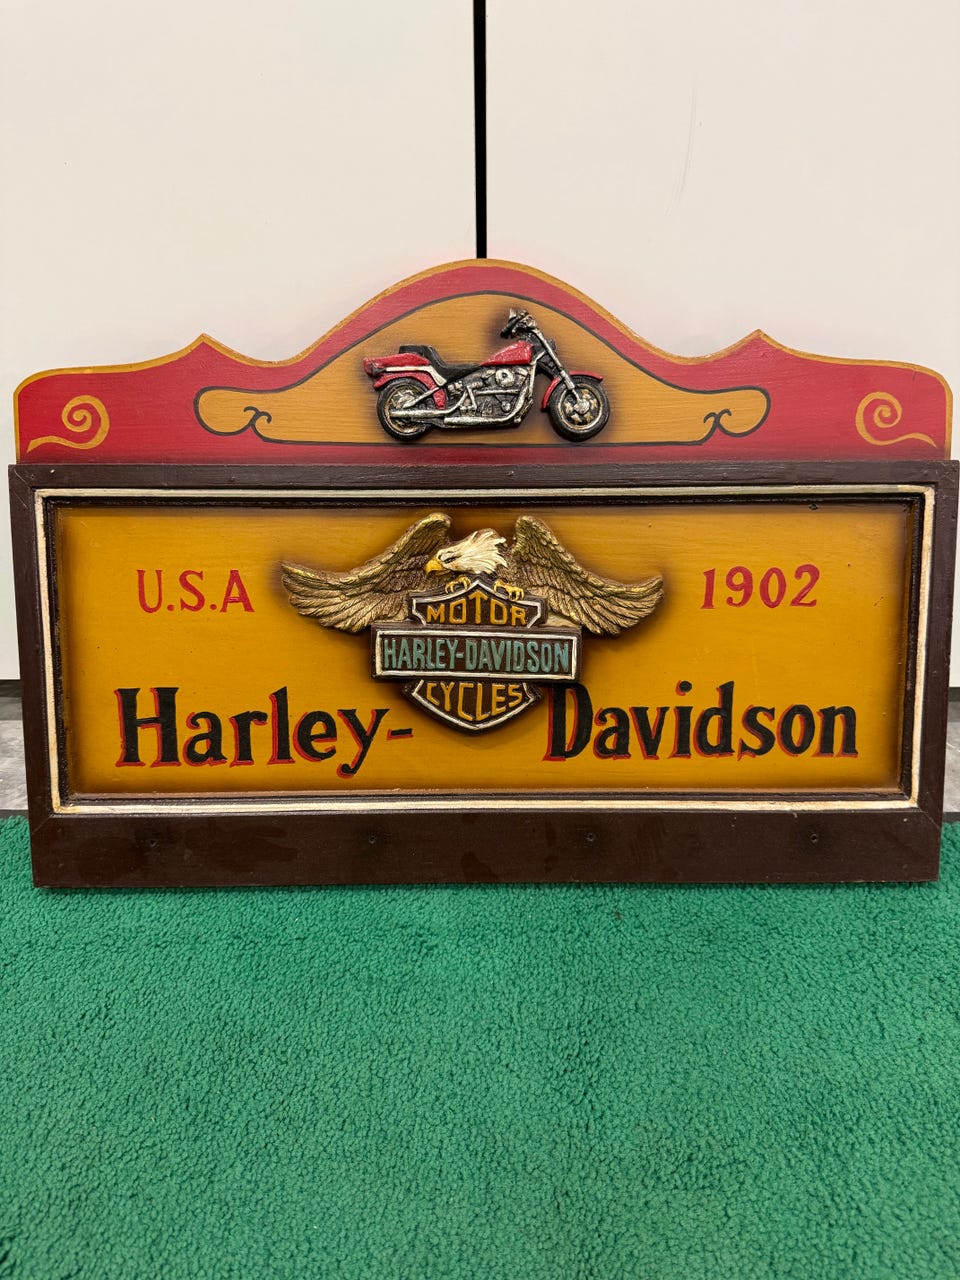 U.S.A
1902
MOTOR
HARLEY-DAVIDSON
CYCLES
Harley-Davidson